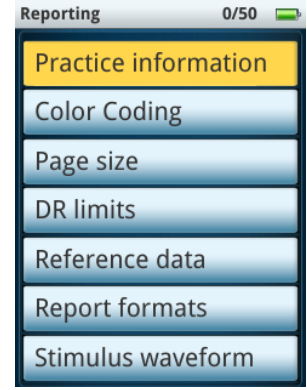 Reporting 0/50
Practice information
Color Coding
Page size
DR limits
Reference data
Report formats
Stimulus waveform